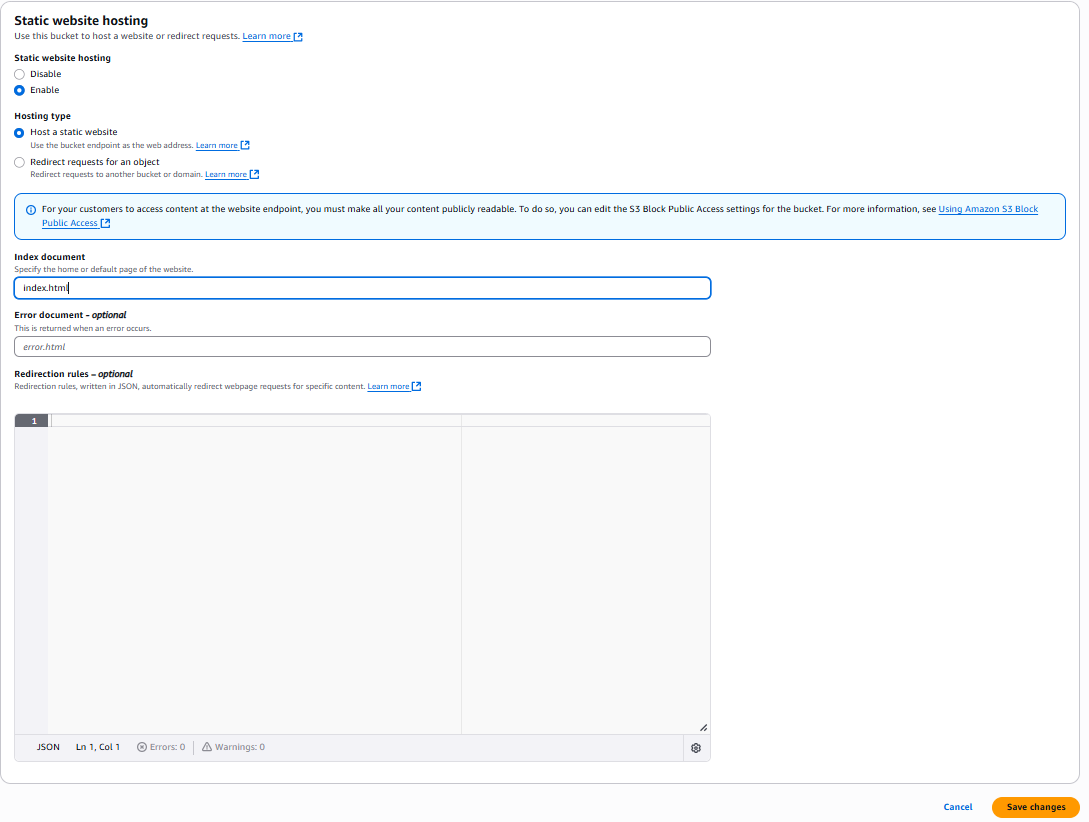 Static website hosting
Use this bucket to host a website or redirect requests. Learn more
Static website hosting
Disable
Enable
Hosting type
Host a static website
Use the bucket endpoint as the web address. Learn more
Redirect requests for an object
Redirect requests to another bucket or domain. Learn more
For your customers to access content at the website endpoint, you must make all your content publicly readable. To do so, you can edit the S3 Block Public Access settings for the bucket. For more information, see Using Amazon S3 Block
Public Access
Index document
Specify the home or default page of the website.
index.html
Error document – optional
This is returned when an error occurs.
error.html
Redirection rules – optional
Redirection rules, written in JSON, automatically redirect webpage requests for specific content. Learn more
1
JSON Ln 1, Col 1 Errors: 0 Warnings: 0
Cancel Save changes